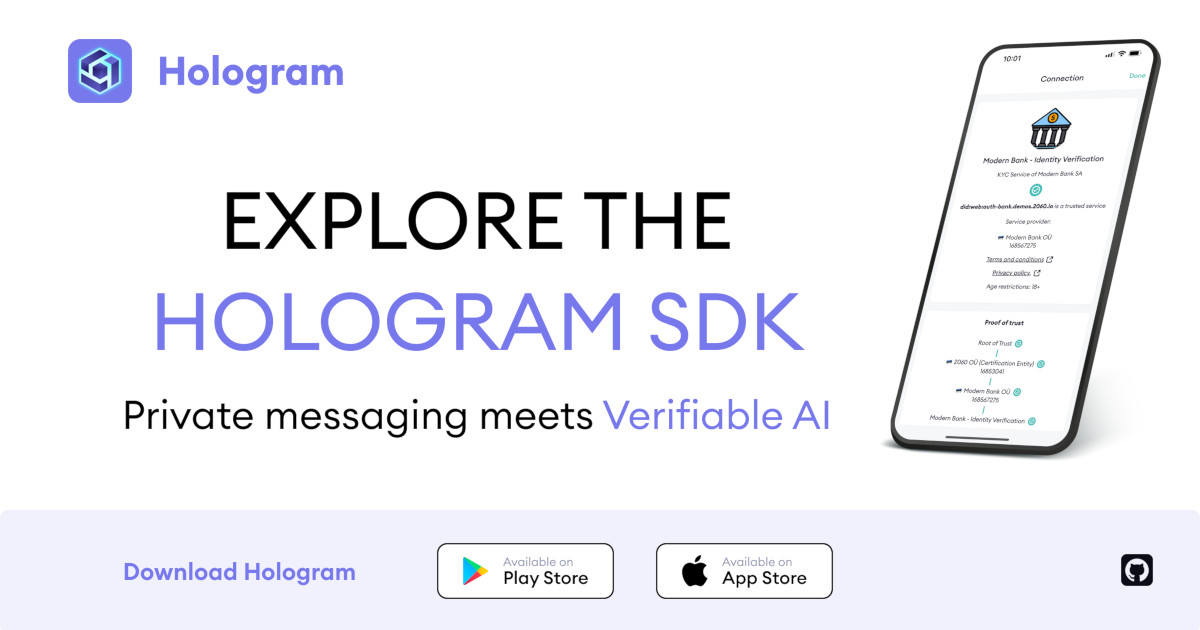 Hologram
EXPLORE THE
HOLOGRAM SDK
Private messaging meets Verifiable AI
10:01
Connection
Done
Modern Bank - Identity Verification
KYC Service of Modern Bank SA
did:web:auth-bank.demos.2060.io is a trusted service
Service provider:
Modern Bank OÜ
168567275
Terms and conditions
Privacy policy.
Age restrictions: 18+
Proof of trust
Root of Trust
2060 OÜ (Certification Entity)
16853041
Modern Bank OÜ
168567275
Modern Bank - Identity Verification
Download Hologram
Available on
Play Store
Available on
App Store